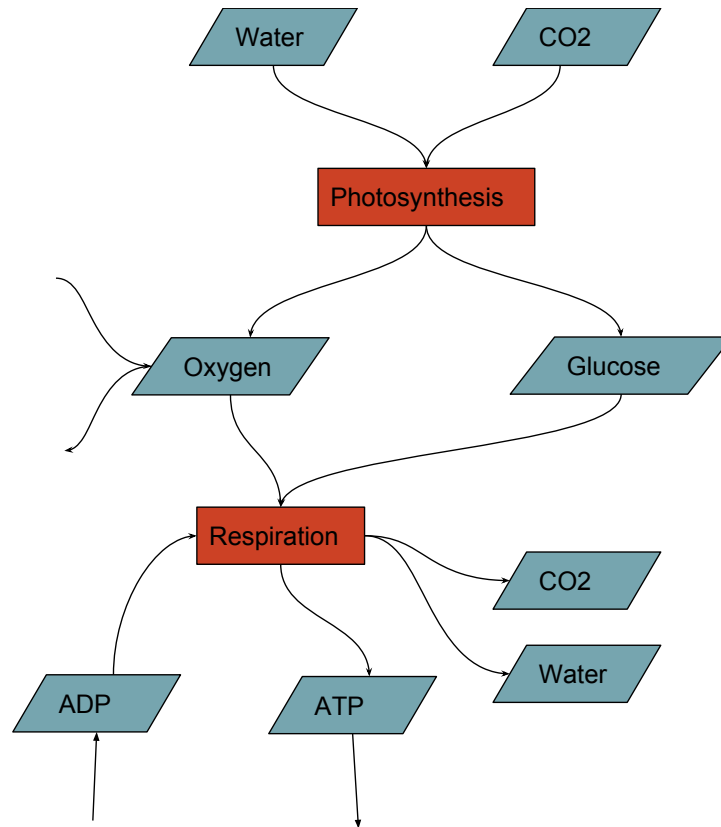 Water
CO2
Photosynthesis
Oxygen
Glucose
Respiration
CO2
Water
ADP
ATP